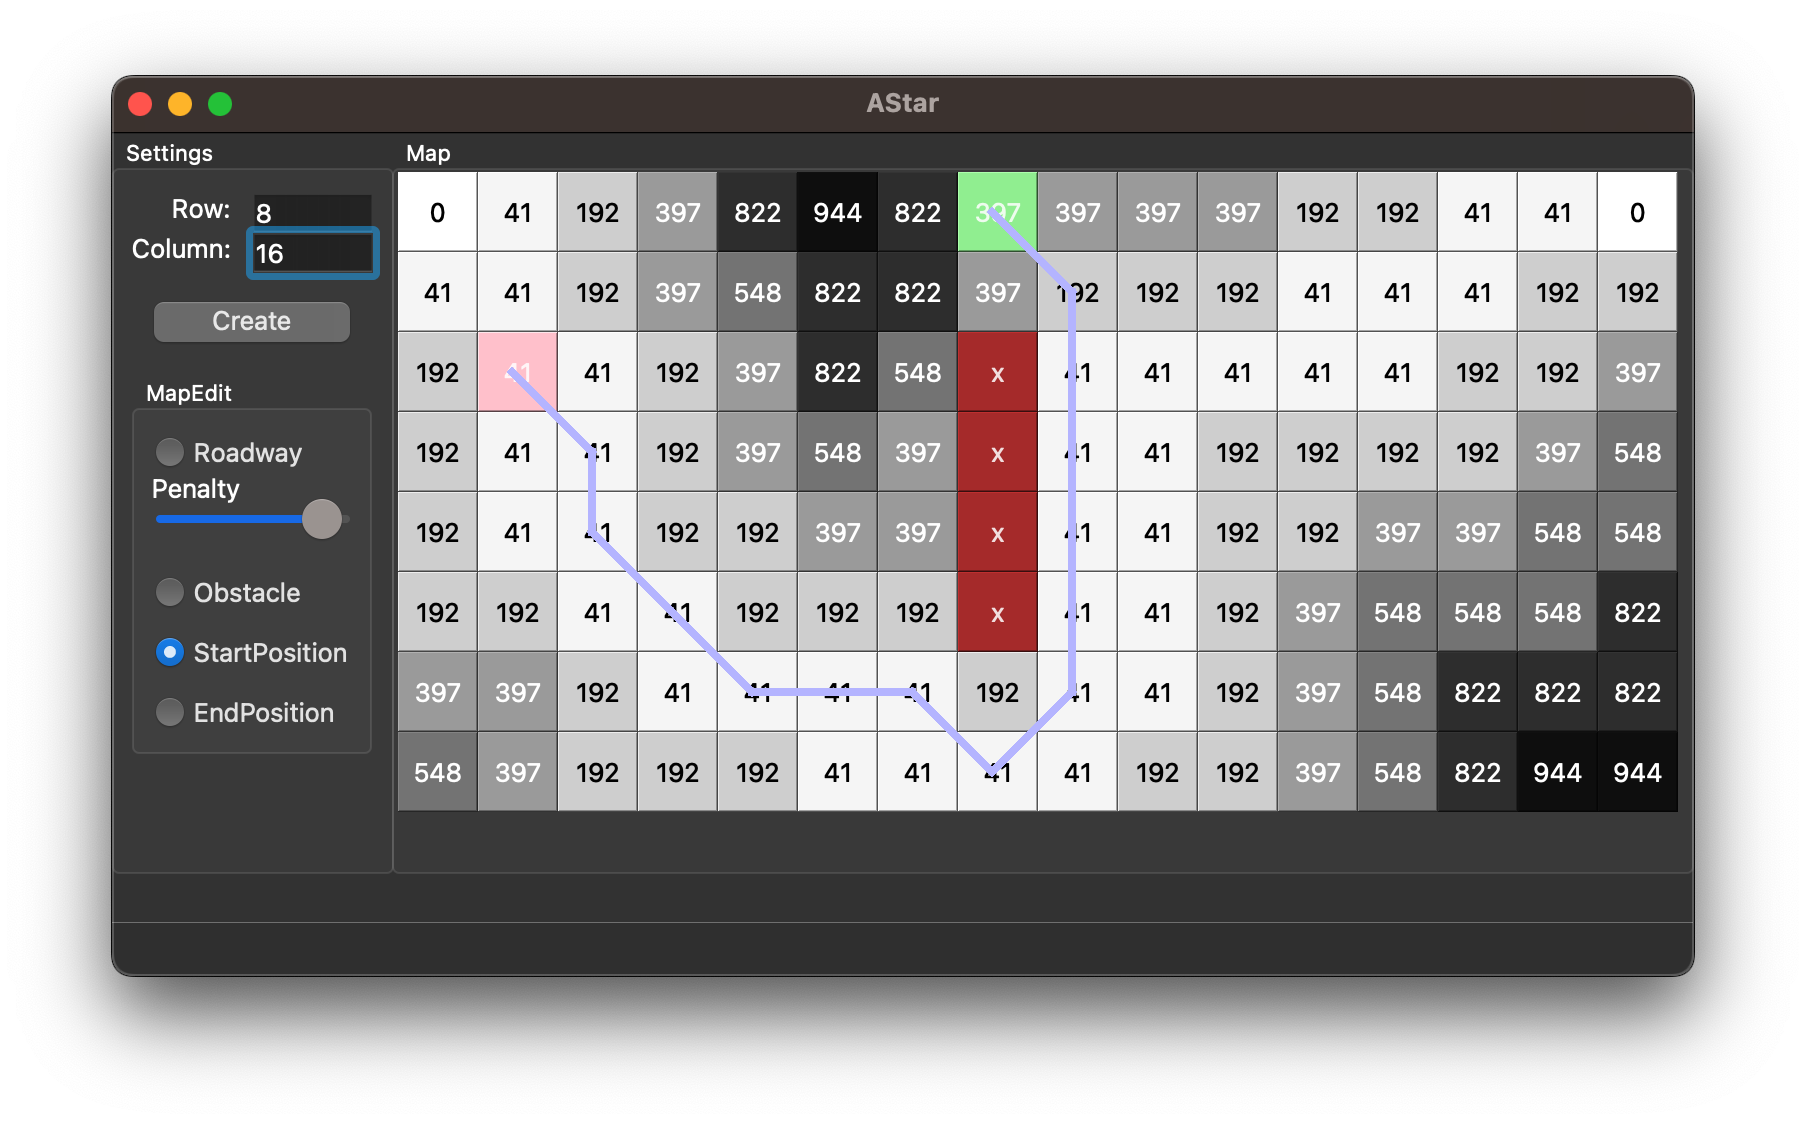 AStar
Settings
Row: 8
Column: 16
Create
MapEdit
Roadway
Penalty
Obstacle
StartPosition
EndPosition
Map
0 41 192 397 822 944 822 397 397 397 397 192 192 41 41 0
41 41 192 397 548 822 822 397 192 192 192 41 41 41 192 192
192 41 41 192 397 822 548 x 41 41 41 41 41 192 192 397
192 41 41 192 397 548 397 x 41 41 192 192 192 192 397 548
192 41 41 192 192 397 397 x 41 41 192 192 397 397 548 548
192 192 41 41 192 192 192 x 41 41 192 397 548 548 548 822
397 397 192 41 41 41 41 192 41 41 192 397 548 822 822 822
548 397 192 192 192 41 41 41 41 192 192 397 548 822 944 944